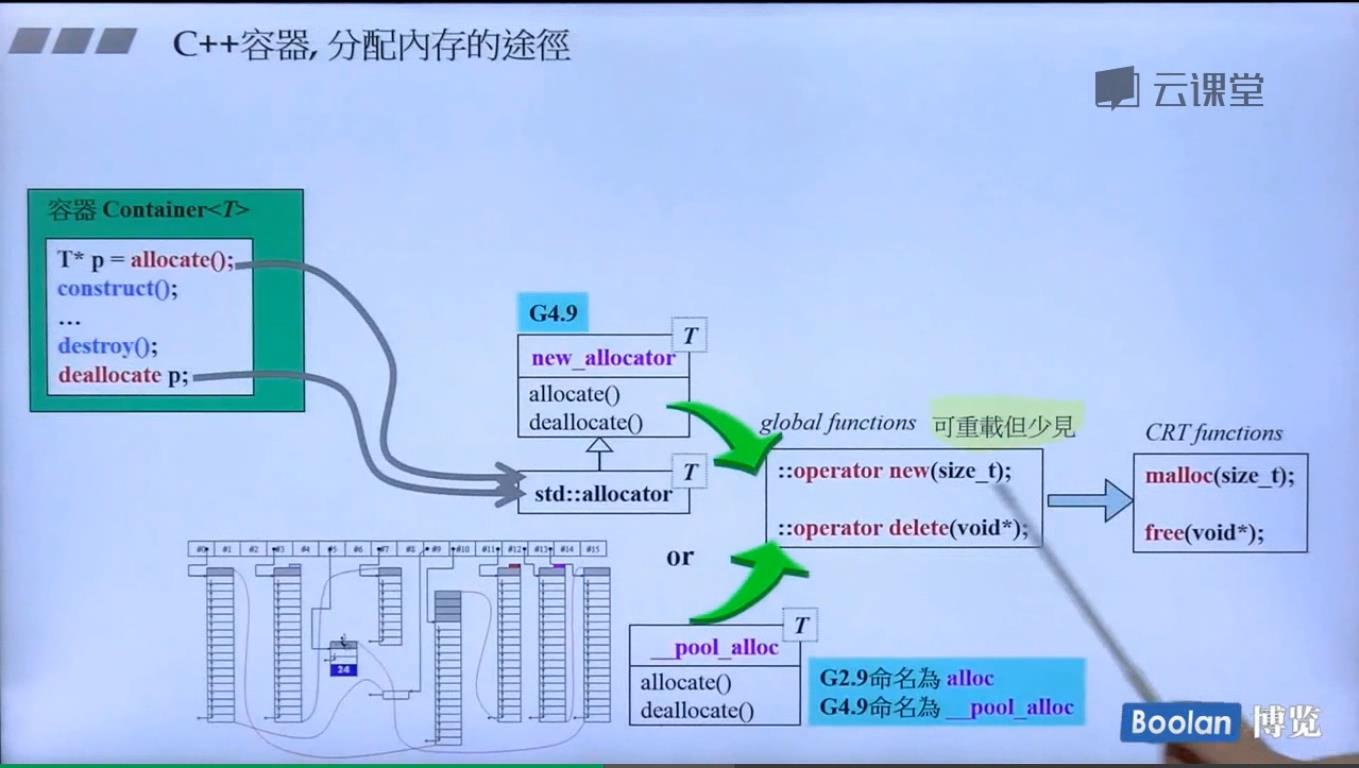 C++容器, 分配內存的途徑
云课堂
容器 Container<T>
T* p = allocate();
construct();
…
destroy();
deallocate p;
G4.9
T
new_allocator
allocate()
deallocate()
T
std::allocator
global functions 可重載但少見
::operator new(size_t);
::operator delete(void*);
CRT functions
malloc(size_t);
free(void*);
#0 #1 #2 #3 #4 #5 #6 #7 #8 #9 #10 #11 #12 #13 #14 #15
24
or
T
__pool_alloc
allocate()
deallocate()
G2.9命名為 alloc
G4.9命名為 __pool_alloc
Boolan 博览